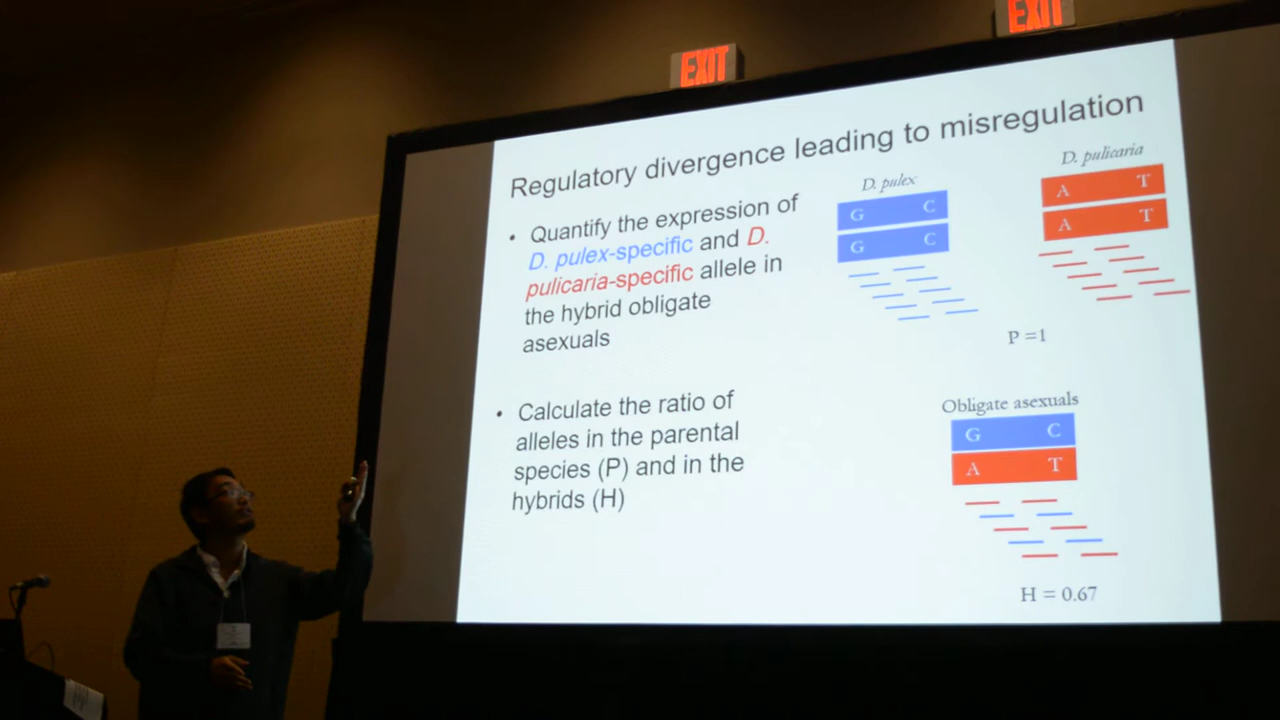 EXIT
EXIT
Regulatory divergence leading to misregulation
• Quantify the expression of
D. pulex-specific and D.
pulicaria-specific allele in
the hybrid obligate
asexuals
• Calculate the ratio of
alleles in the parental
species (P) and in the
hybrids (H)
D. pulex
G C
G C
D. pulicaria
A T
A T
P =1
Obligate asexuals
G C
A T
H = 0.67